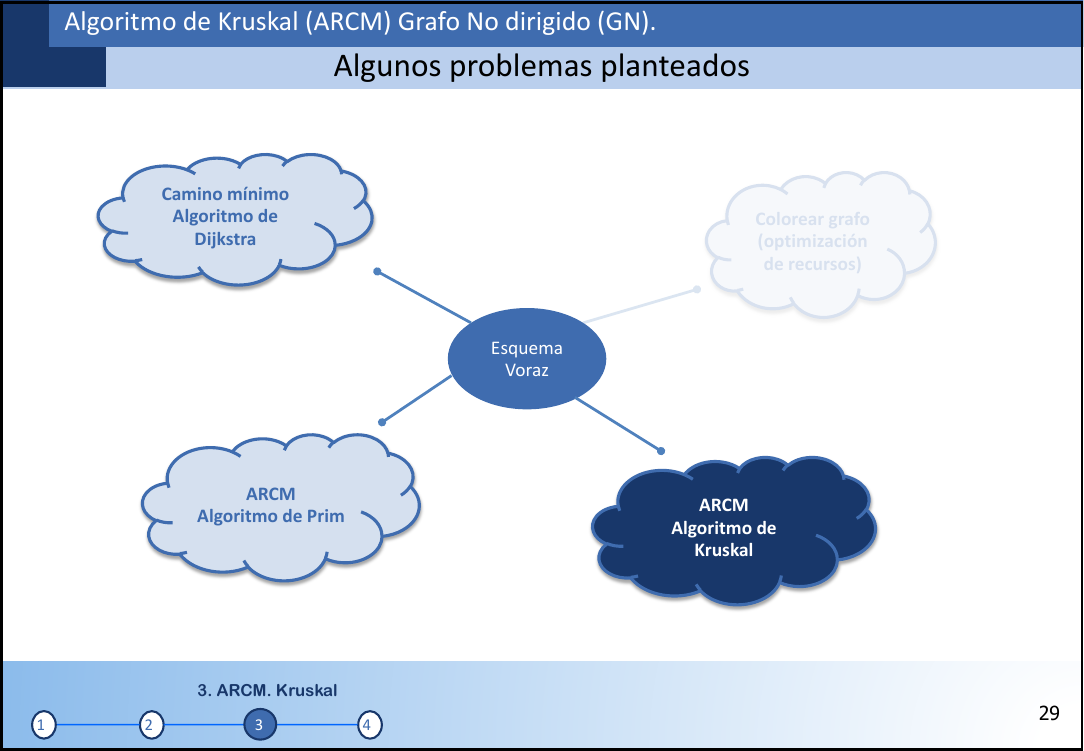 Algoritmo de Kruskal (ARCM) Grafo No dirigido (GN).
Algunos problemas planteados
Camino mínimo
Algoritmo de
Dijkstra
Colorear grafo
(optimización
de recursos)
Esquema
Voraz
ARCM
Algoritmo de Prim
ARCM
Algoritmo de
Kruskal
3. ARCM. Kruskal
1 2 3 4
29